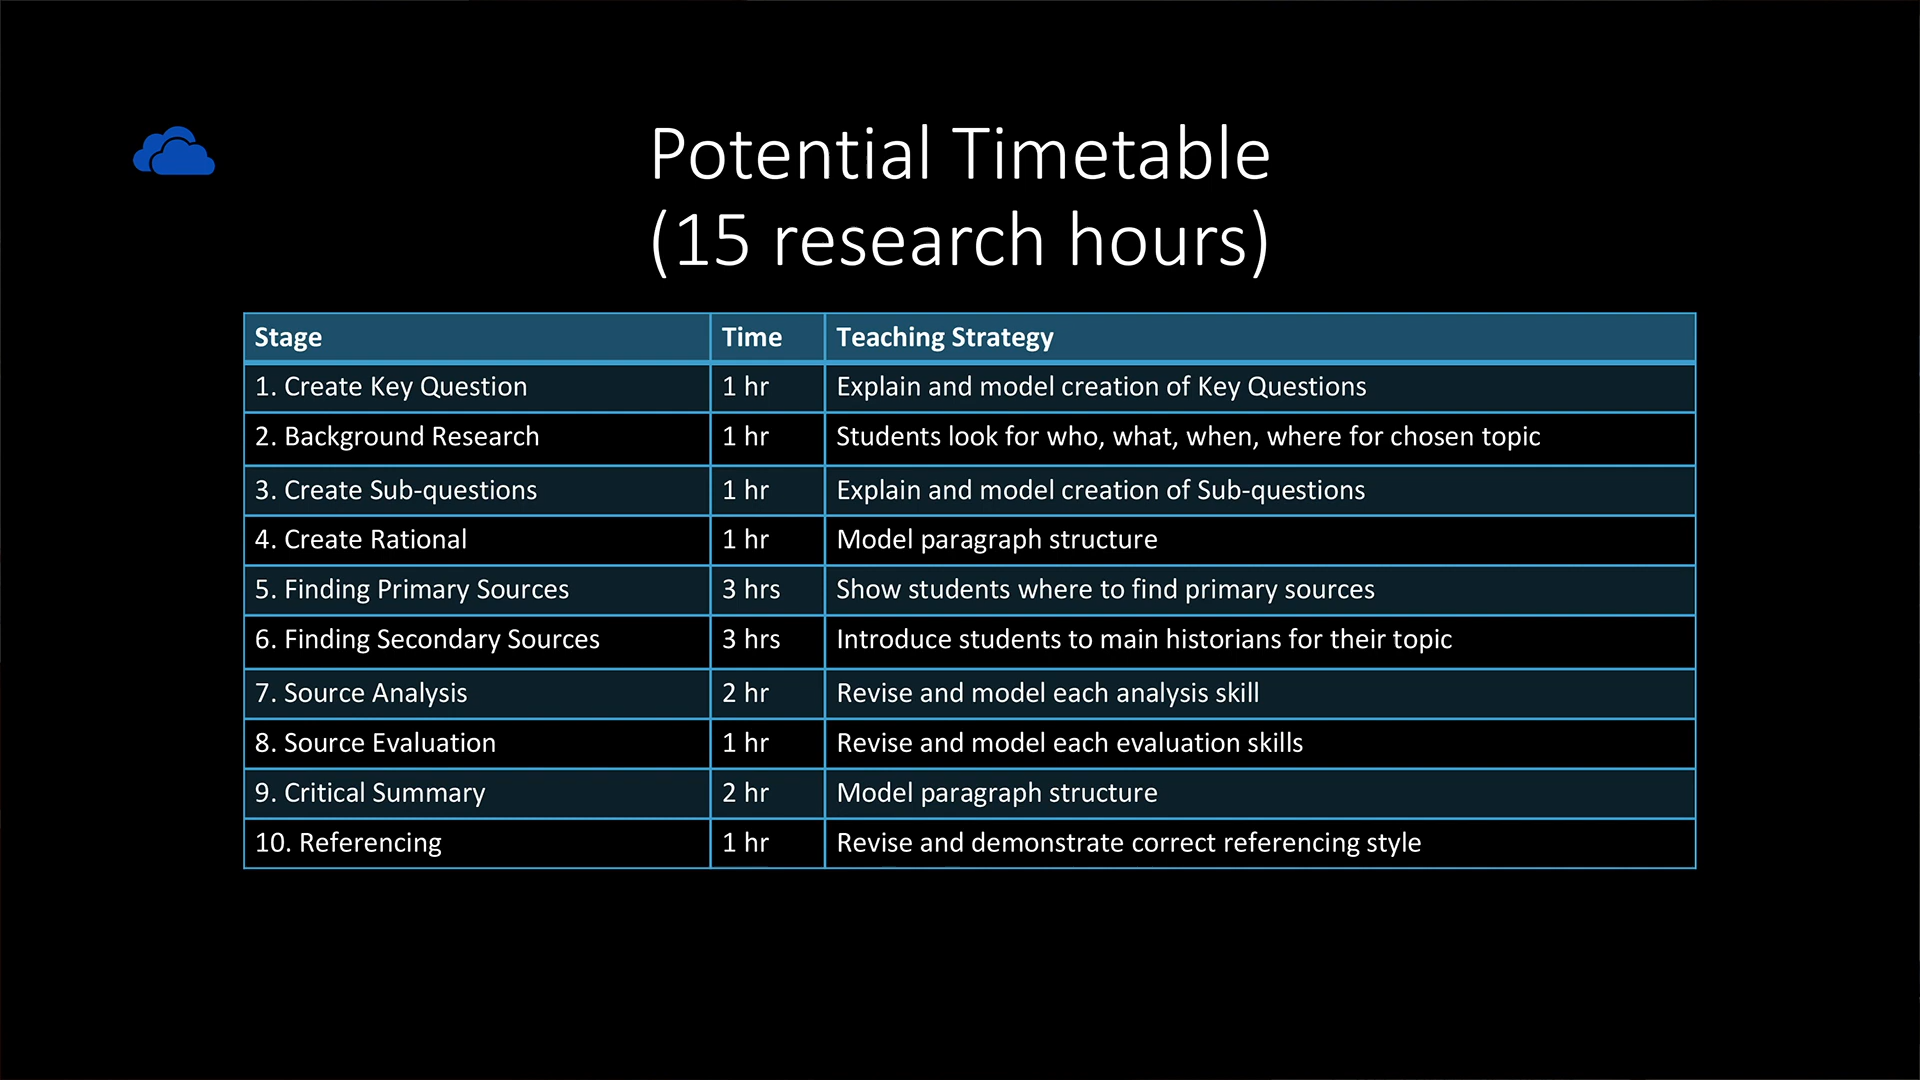 Potential Timetable
(15 research hours)
Stage Time Teaching Strategy
1. Create Key Question 1 hr Explain and model creation of Key Questions
2. Background Research 1 hr Students look for who, what, when, where for chosen topic
3. Create Sub-questions 1 hr Explain and model creation of Sub-questions
4. Create Rational 1 hr Model paragraph structure
5. Finding Primary Sources 3 hrs Show students where to find primary sources
6. Finding Secondary Sources 3 hrs Introduce students to main historians for their topic
7. Source Analysis 2 hr Revise and model each analysis skill
8. Source Evaluation 1 hr Revise and model each evaluation skills
9. Critical Summary 2 hr Model paragraph structure
10. Referencing 1 hr Revise and demonstrate correct referencing style